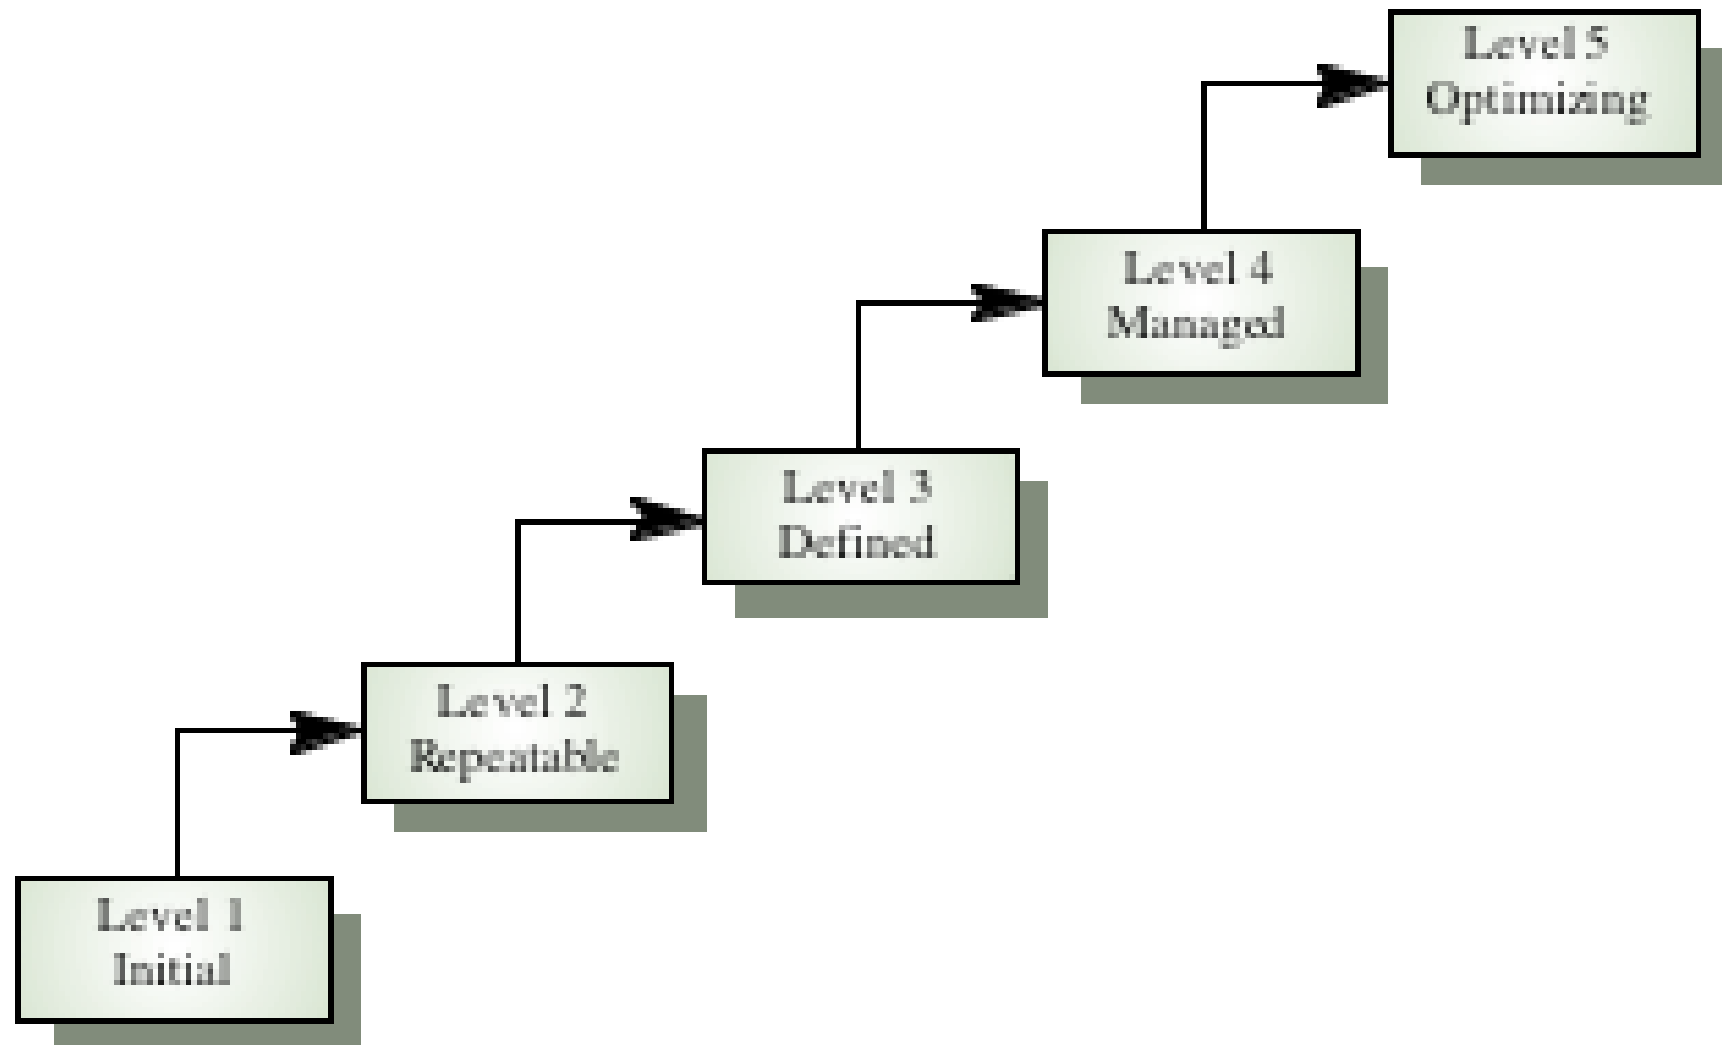 Level 5
Optimizing
Level 4
Managed
Level 3
Defined
Level 2
Repeatable
Level 1
Initial